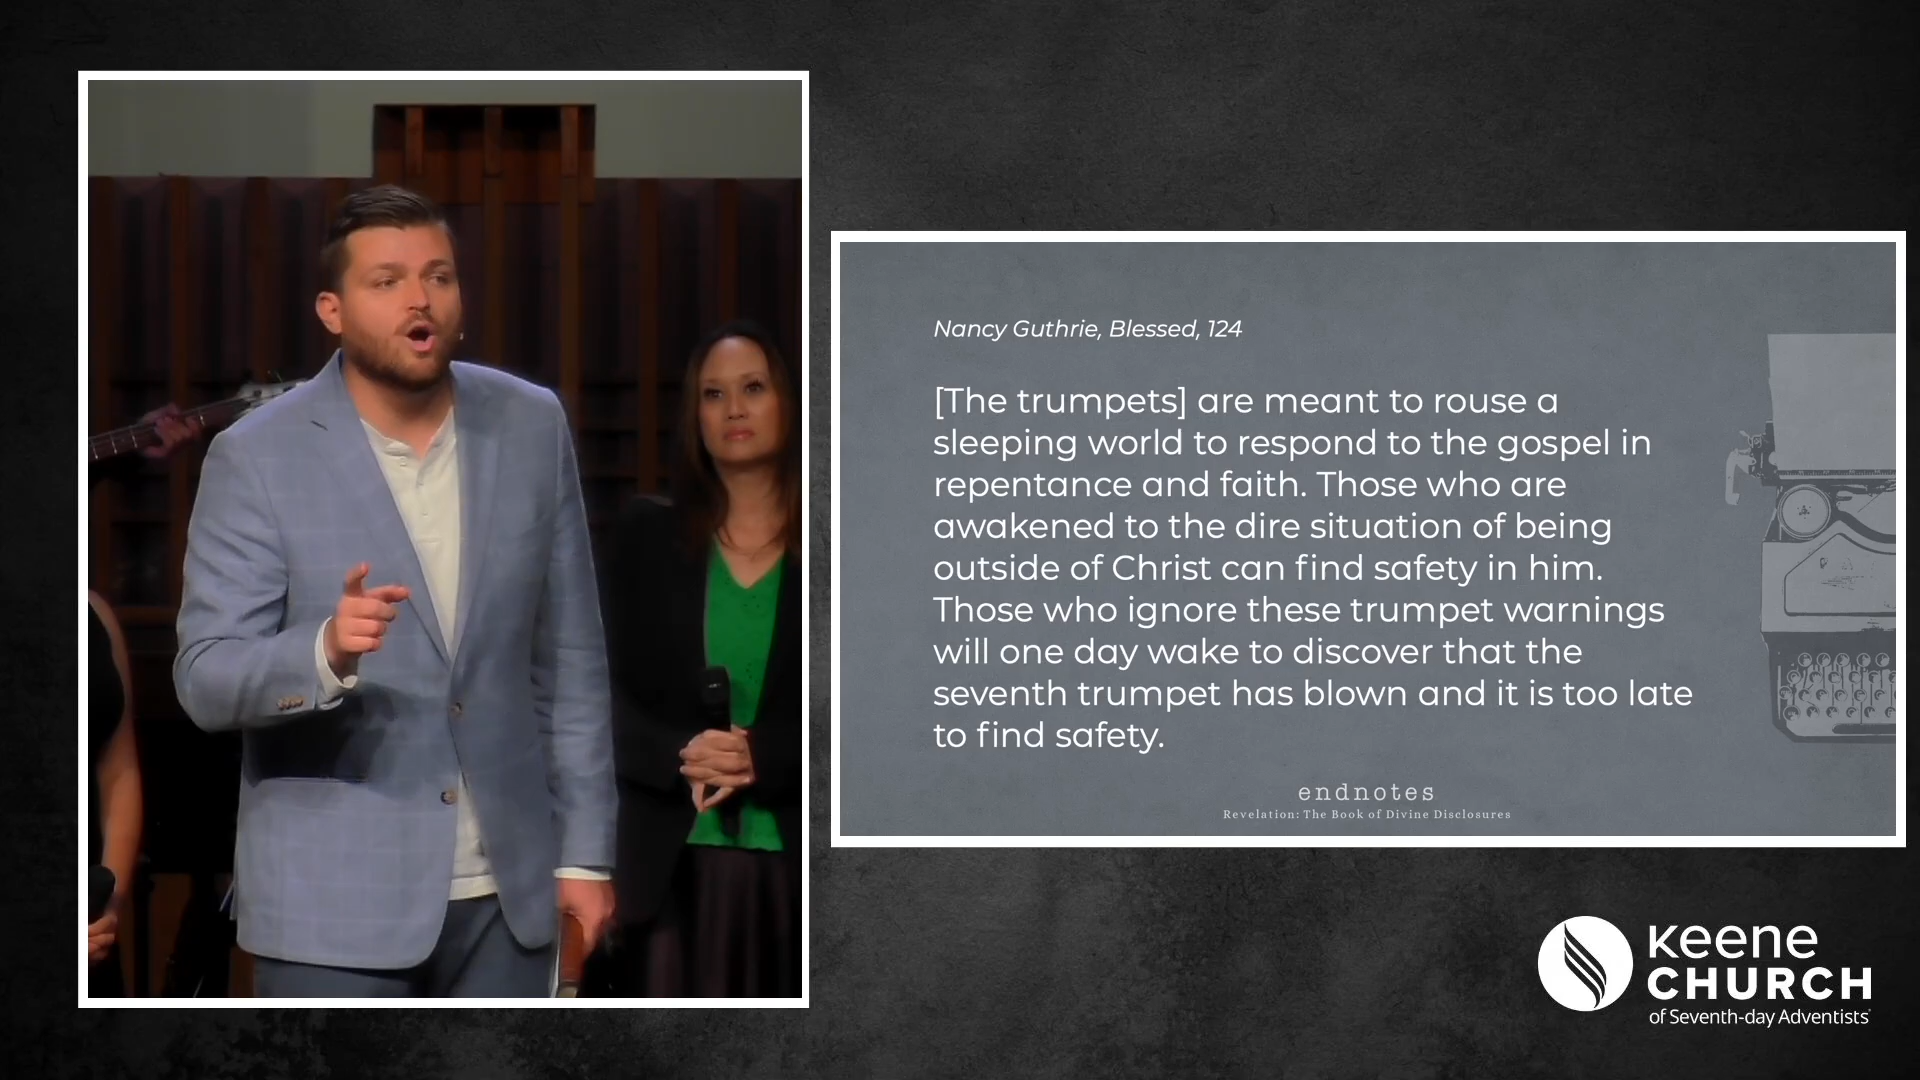 Nancy Guthrie, Blessed, 124
[The trumpets] are meant to rouse a
sleeping world to respond to the gospel in
repentance and faith. Those who are
awakened to the dire situation of being
outside of Christ can find safety in him.
Those who ignore these trumpet warnings
will one day wake to discover that the
seventh trumpet has blown and it is too late
to find safety.
endnotes
Revelation: The Book of Divine Disclosures
Keene
CHURCH
of Seventh-day Adventists